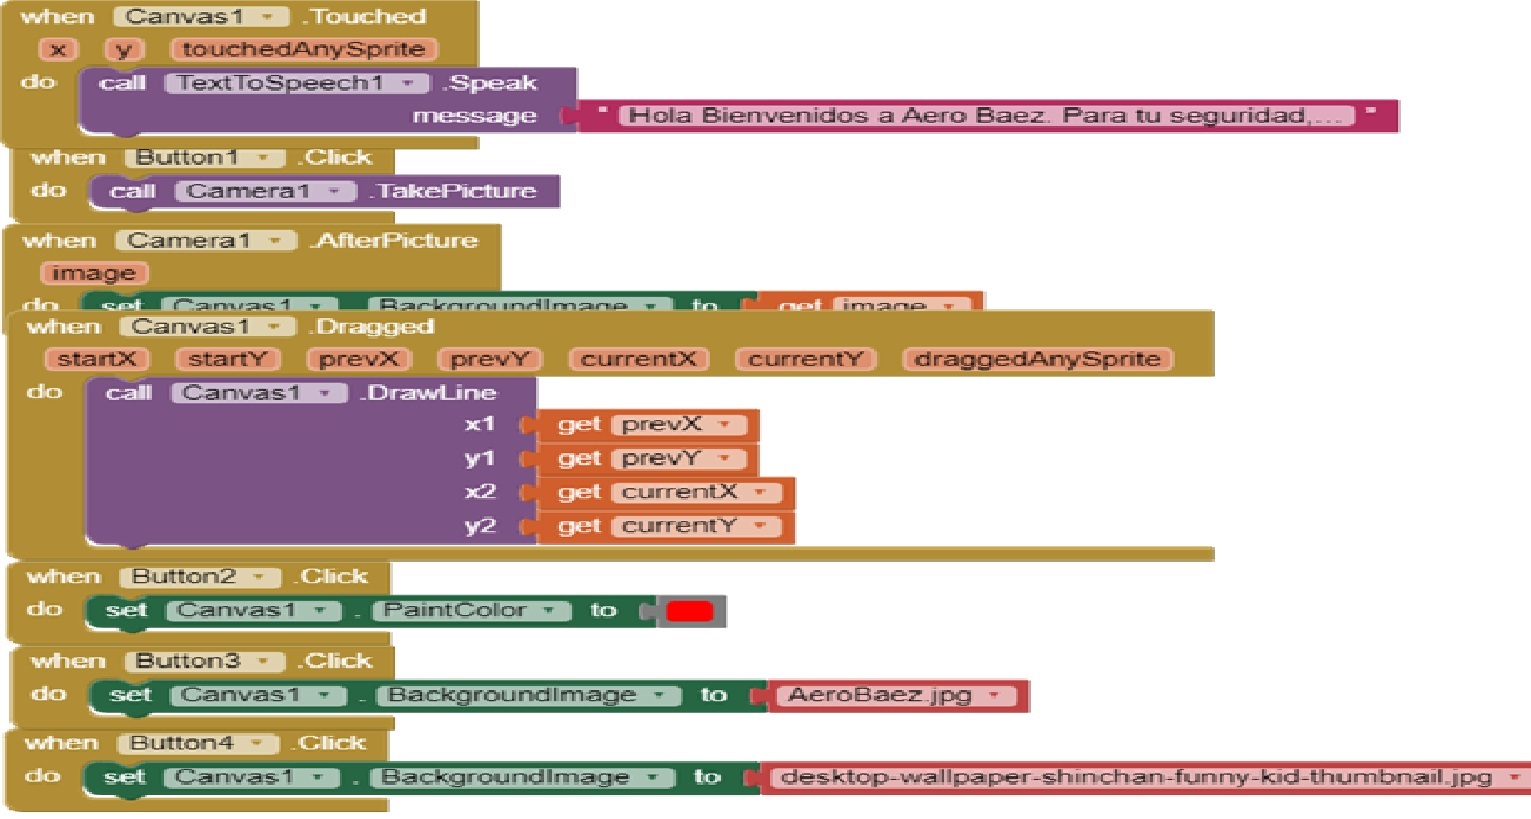 when Canvas1 .Touched
x y touchedAnySprite
do call TextToSpeech1 .Speak
message " Hola Bienvenidos a Aero Baez. Para tu seguridad,... "
when Button1 .Click
do call Camera1 .TakePicture
when Camera1 .AfterPicture
image
do set Canvas1 . BackgroundImage to get image
when Canvas1 .Dragged
startX startY prevX prevY currentX currentY draggedAnySprite
do call Canvas1 .DrawLine
x1 get prevX
y1 get prevY
x2 get currentX
y2 get currentY
when Button2 .Click
do set Canvas1 . PaintColor to
when Button3 .Click
do set Canvas1 . BackgroundImage to AeroBaez.jpg
when Button4 .Click
do set Canvas1 . BackgroundImage to desktop-wallpaper-shinchan-funny-kid-thumbnail.jpg